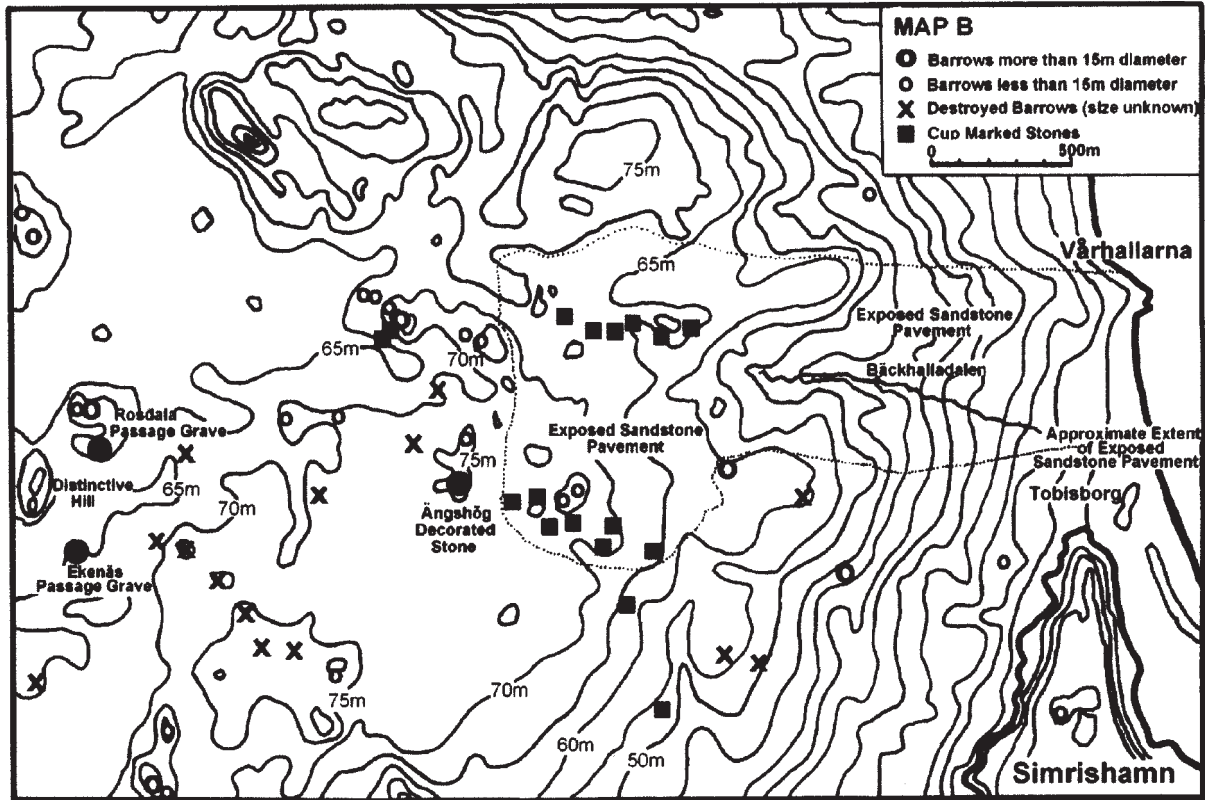 MAP B
Barrows more than 15m diameter
Barrows less than 15m diameter
Destroyed Barrows (size unknown)
Cup Marked Stones
0 500m
75m
Vårhallarna
65m
Exposed Sandstone
Pavement
65m
70m
Bäckhalladalen
Rosdala
Passage Grave
Exposed Sandstone
Pavement
Approximate Extent
of Exposed
Sandstone Pavement
75m
Distinctive
Hill
65m
70m
Tobisborg
Ängshög
Decorated
Stone
Ekenäs
Passage Grave
70m
75m
60m
50m
Simrishamn